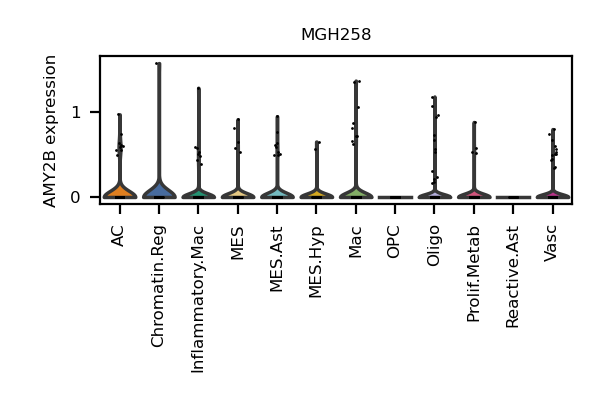 MGH258
AMY2B expression
1
0
AC
Chromatin.Reg
Inflammatory.Mac
MES
MES.Ast
MES.Hyp
Mac
OPC
Oligo
Prolif.Metab
Reactive.Ast
Vasc